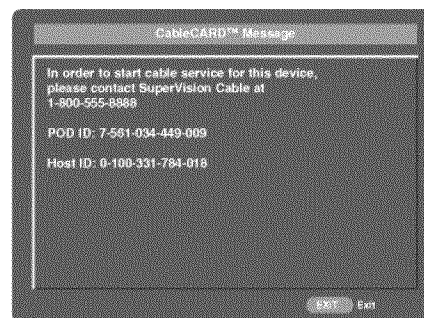 CableCARD™ Message
In order to start cable service for this device,
please contact SuperVision Cable at
1-800-555-8888
POD ID: 7-561-034-449-009
Host ID: 0-100-331-784-018
EXIT Exit